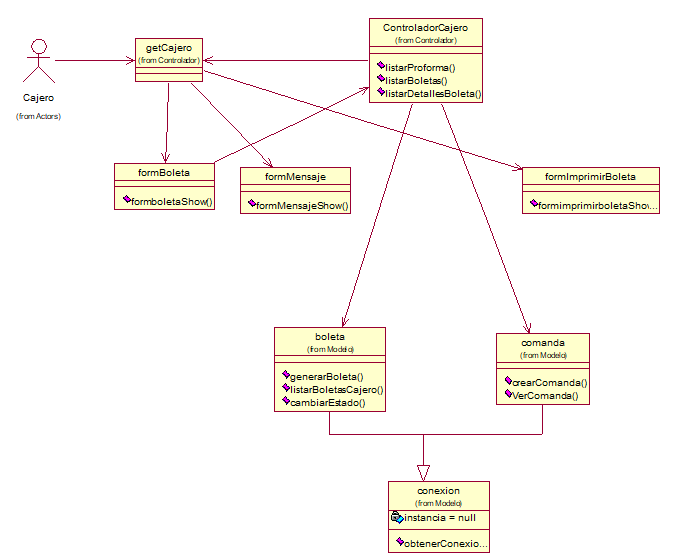 Cajero
(from Actors)
getCajero
(from Controlador)
ControladorCajero
(from Controlador)
listarProforma()
listarBoletas()
listarDetallesBoleta()
formBoleta
formboletaShow()
formMensaje
formMensajeShow()
formImprimirBoleta
formimprimirboletaShow...
boleta
(from Modelo)
generarBoleta()
listarBoletasCajero()
cambiarEstado()
comanda
(from Modelo)
crearComanda()
VerComanda()
conexion
(from Modelo)
instancia = null
obtenerConexio...